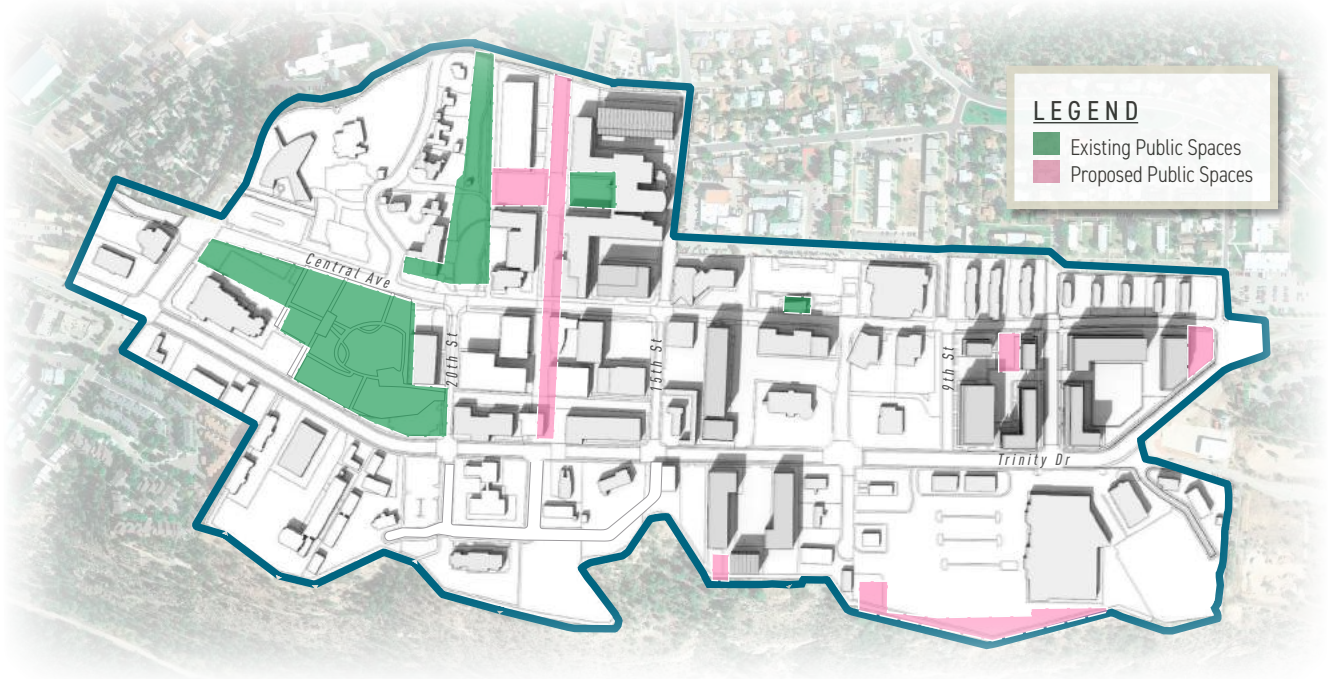 LEGEND
Existing Public Spaces
Proposed Public Spaces
Central Ave
20th St
15th St
9th St
Trinity Dr